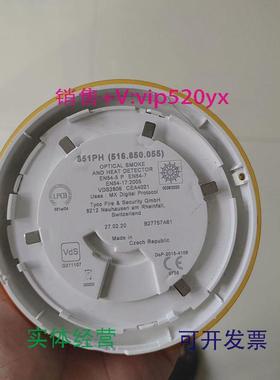 销售+V:vip520yx
851PH (516.850.055)
OPTICAL SMOKE
AND HEAT DETECTOR
EN54-5 P EN54-7
EN54-17:2005
VDS2806 CEA4021
Uses : MX Digital Protocol
Tyco Fire & Security GmbH
8212 Neuhausen am Rheinfall,
Switzerland
27.02.20
Made in
Czech Republic
LPCB
VdS
实体经营
可开发票